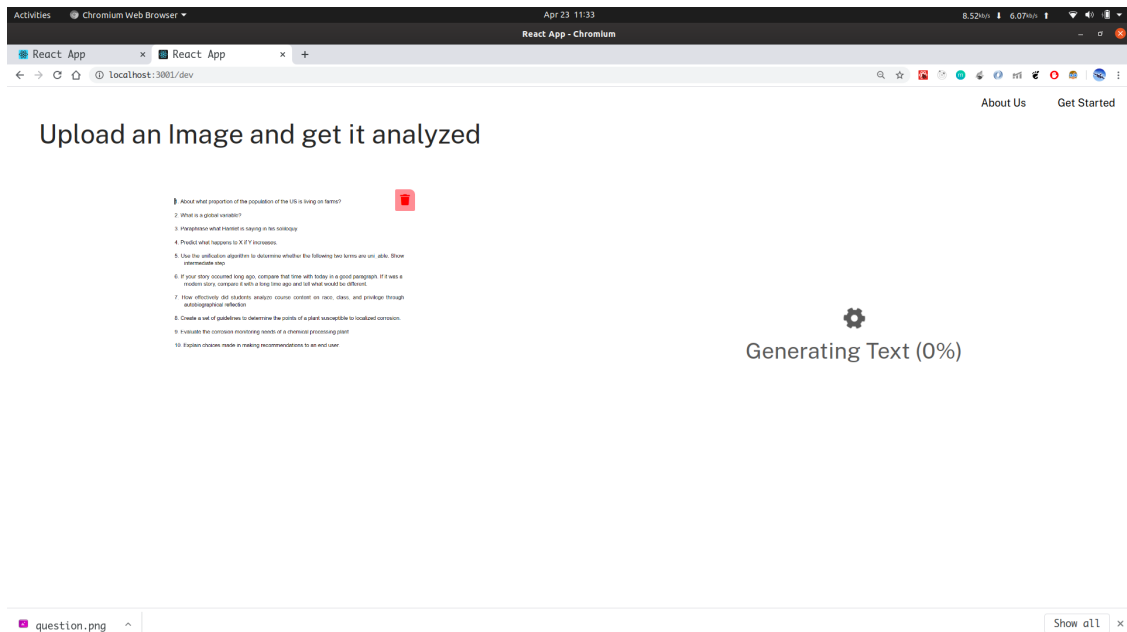 Activities Chromium Web Browser Apr 23 11:33 8.52kb/s 6.07kb/s
React App - Chromium
React App × React App × +
localhost:3001/dev
About Us Get Started
Upload an Image and get it analyzed
1 About what proportion of the population of the US is living on farms?
2. What is a global variable?
3. Paraphrase what Hamlet is saying in his soliloquy
4. Predict what happens to X if Y increases.
5. Use the unification algorithm to determine whether the following two terms are uni able. Show
intermediate step
6. If your story occurred long ago, compare that time with today in a good paragraph. If it was a
modern story, compare it with a long time ago and tell what would be different.
7. How effectively did students analyze course content on race, class, and privilege through
autobiographical reflection
8. Create a set of guidelines to determine the points of a plant susceptible to localized corrosion.
9 Evaluate the corrosion monitoring needs of a chemical processing plant
10. Explain choices made in making recommendations to an end user
Generating Text (0%)
question.png Show all ×